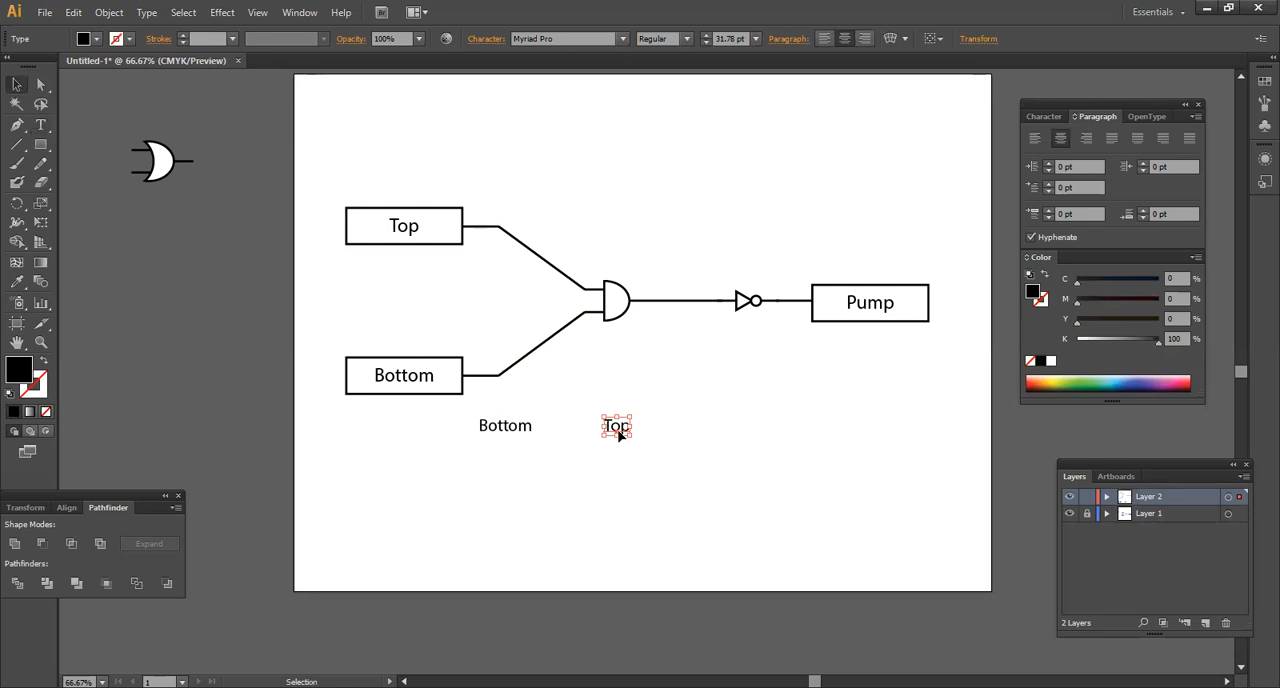 Ai File Edit Object Type Select Effect View Window Help Br Essentials
Type Stroke: Opacity: 100% Character: Myriad Pro Regular 31.78 pt Paragraph: Transform
Untitled-1* @ 66.67% (CMYK/Preview)
Character Paragraph OpenType
0 pt 0 pt
0 pt
0 pt 0 pt
Hyphenate
Color
C 0 %
M 0 %
Y 0 %
K 100 %
Top
Pump
Bottom
Bottom Top
Layers Artboards
Layer 2
Layer 1
2 Layers
Transform Align Pathfinder
Shape Modes:
Expand
Pathfinders:
66.67% 1 Selection